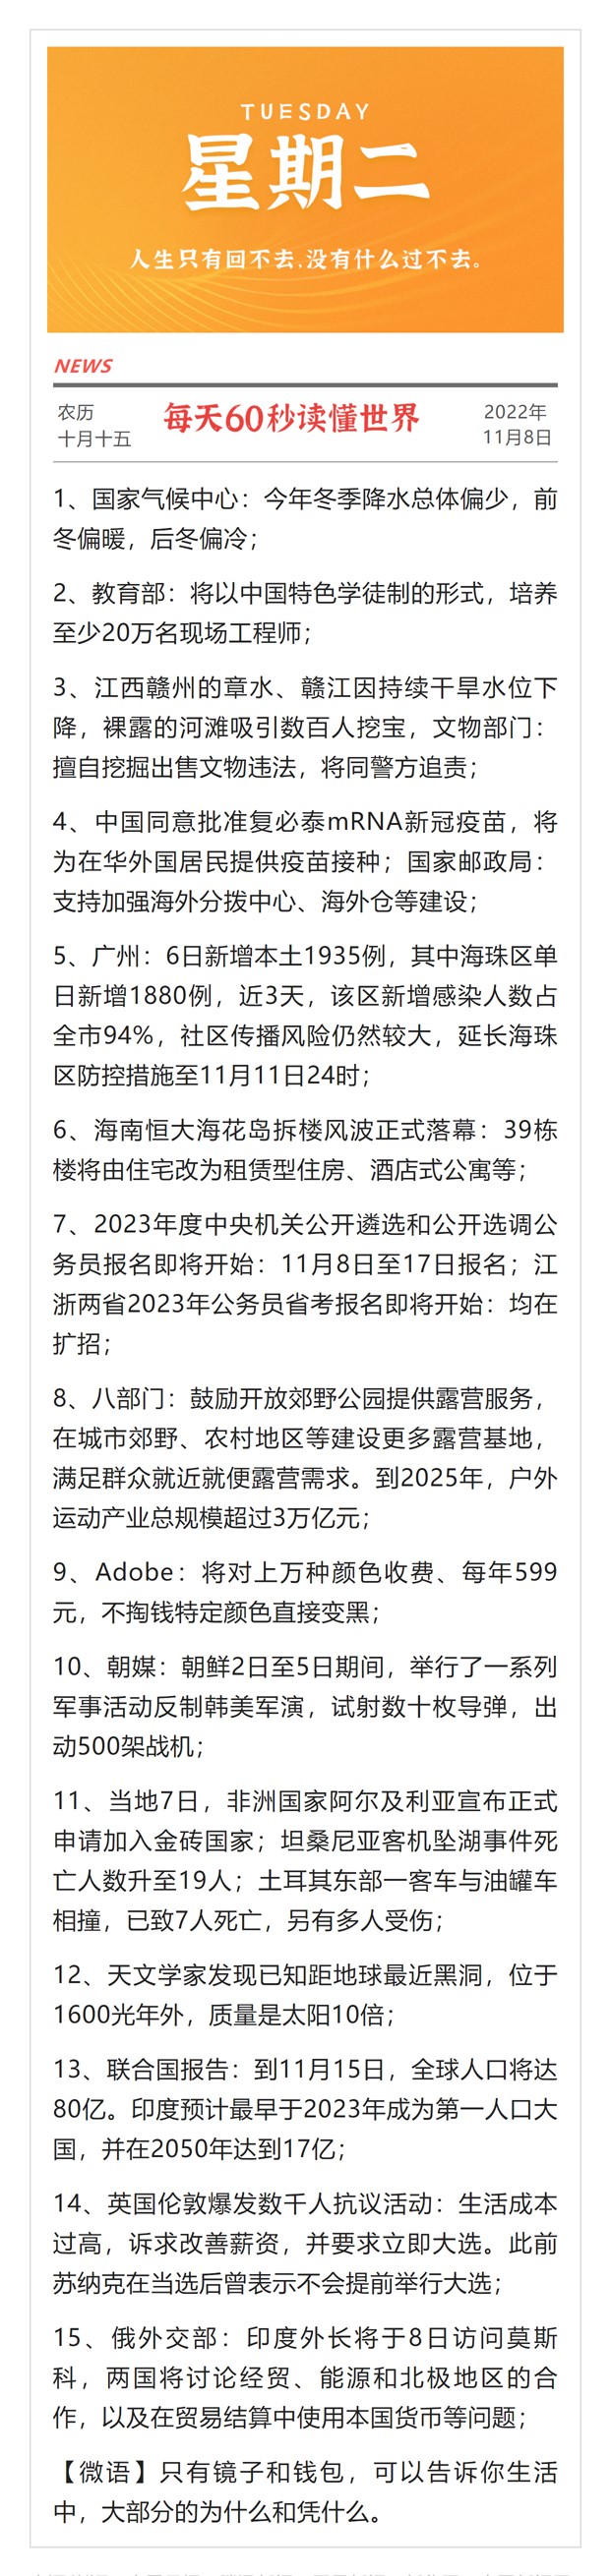 TUESDAY
星期二
人生只有回不去,没有什么过不去。
NEWS
农历
十月十五
每天60秒读懂世界
2022年
11月8日
1、国家气候中心：今年冬季降水总体偏少，前
冬偏暖，后冬偏冷；
2、教育部：将以中国特色学徒制的形式，培养
至少20万名现场工程师；
3、江西赣州的章水、赣江因持续干旱水位下
降，裸露的河滩吸引数百人挖宝，文物部门：
擅自挖掘出售文物违法，将同警方追责；
4、中国同意批准复必泰mRNA新冠疫苗，将
为在华外国居民提供疫苗接种；国家邮政局：
支持加强海外分拨中心、海外仓等建设；
5、广州：6日新增本土1935例，其中海珠区单
日新增1880例，近3天，该区新增感染人数占
全市94%，社区传播风险仍然较大，延长海珠
区防控措施至11月11日24时；
6、海南恒大海花岛拆楼风波正式落幕：39栋
楼将由住宅改为租赁型住房、酒店式公寓等；
7、2023年度中央机关公开遴选和公开选调公
务员报名即将开始：11月8日至17日报名；江
浙两省2023年公务员省考报名即将开始：均在
扩招；
8、八部门：鼓励开放郊野公园提供露营服务，
在城市郊野、农村地区等建设更多露营基地，
满足群众就近就便露营需求。到2025年，户外
运动产业总规模超过3万亿元；
9、Adobe：将对上万种颜色收费、每年599
元，不掏钱特定颜色直接变黑；
10、朝媒：朝鲜2日至5日期间，举行了一系列
军事活动反制韩美军演，试射数十枚导弹，出
动500架战机；
11、当地7日，非洲国家阿尔及利亚宣布正式
申请加入金砖国家；坦桑尼亚客机坠湖事件死
亡人数升至19人；土耳其东部一客车与油罐车
相撞，已致7人死亡，另有多人受伤；
12、天文学家发现已知距地球最近黑洞，位于
1600光年外，质量是太阳10倍；
13、联合国报告：到11月15日，全球人口将达
80亿。印度预计最早于2023年成为第一人口大
国，并在2050年达到17亿；
14、英国伦敦爆发数千人抗议活动：生活成本
过高，诉求改善薪资，并要求立即大选。此前
苏纳克在当选后曾表示不会提前举行大选；
15、俄外交部：印度外长将于8日访问莫斯
科，两国将讨论经贸、能源和北极地区的合
作，以及在贸易结算中使用本国货币等问题；
【微语】只有镜子和钱包，可以告诉你生活
中，大部分的为什么和凭什么。